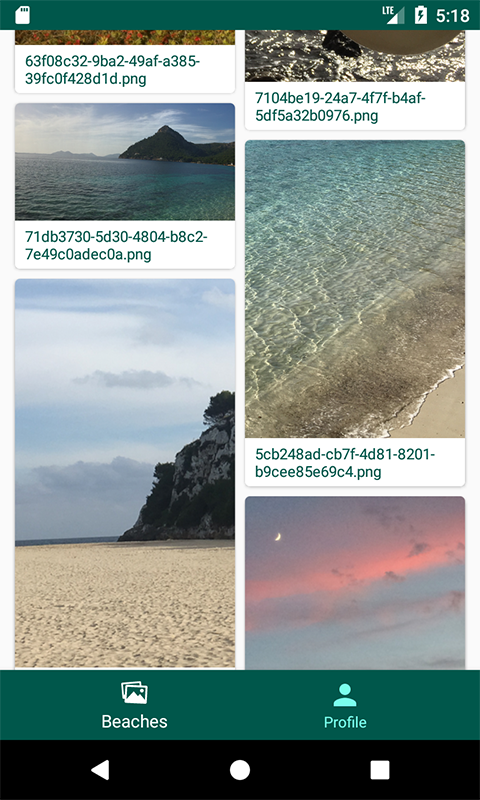 LTE
5:18
63f08c32-9ba2-49af-a385-
39fc0f428d1d.png
7104be19-24a7-4f7f-b4af-
5df5a32b0976.png
71db3730-5d30-4804-b8c2-
7e49c0adec0a.png
5cb248ad-cb7f-4d81-8201-
b9cee85e69c4.png
Beaches
Profile